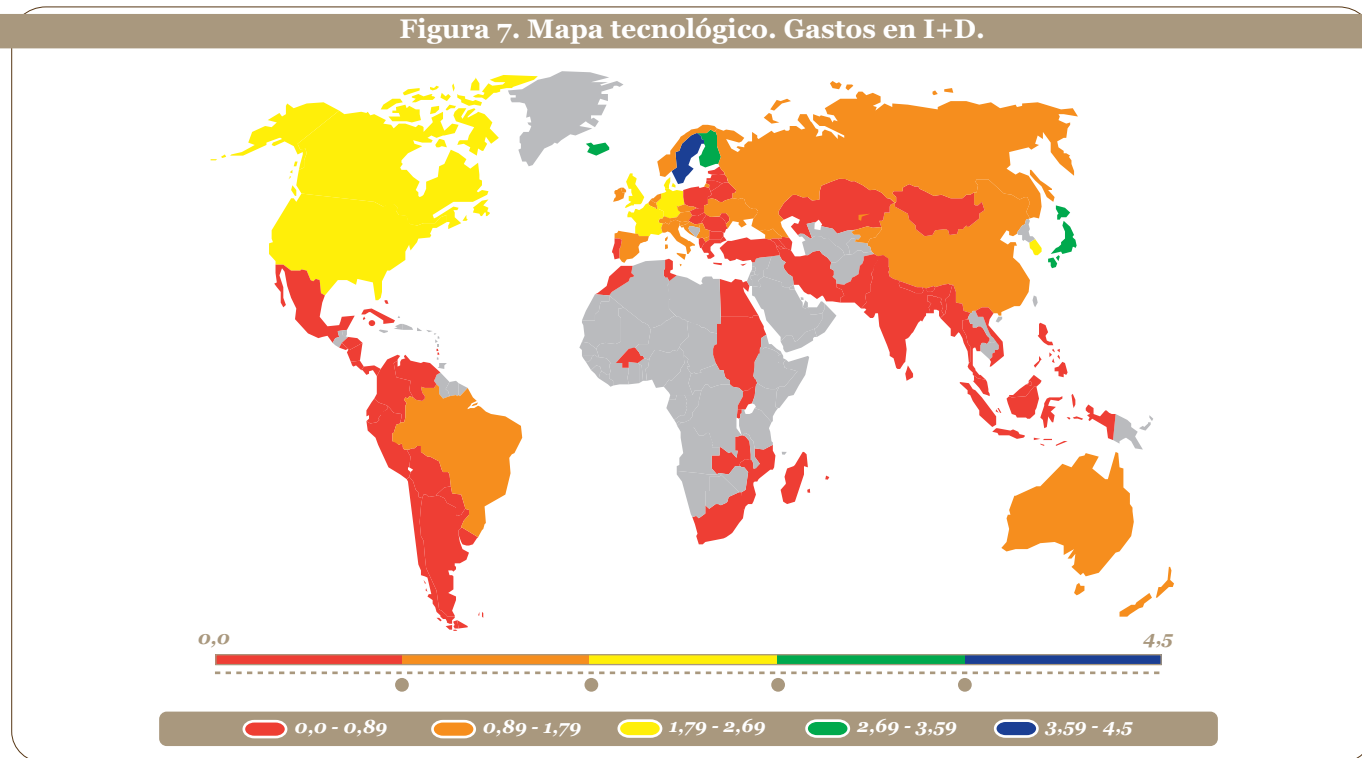 Figura 7. Mapa tecnológico. Gastos en I+D.
0,0 4,5
0,0 - 0,89 0,89 - 1,79 1,79 - 2,69 2,69 - 3,59 3,59 - 4,5